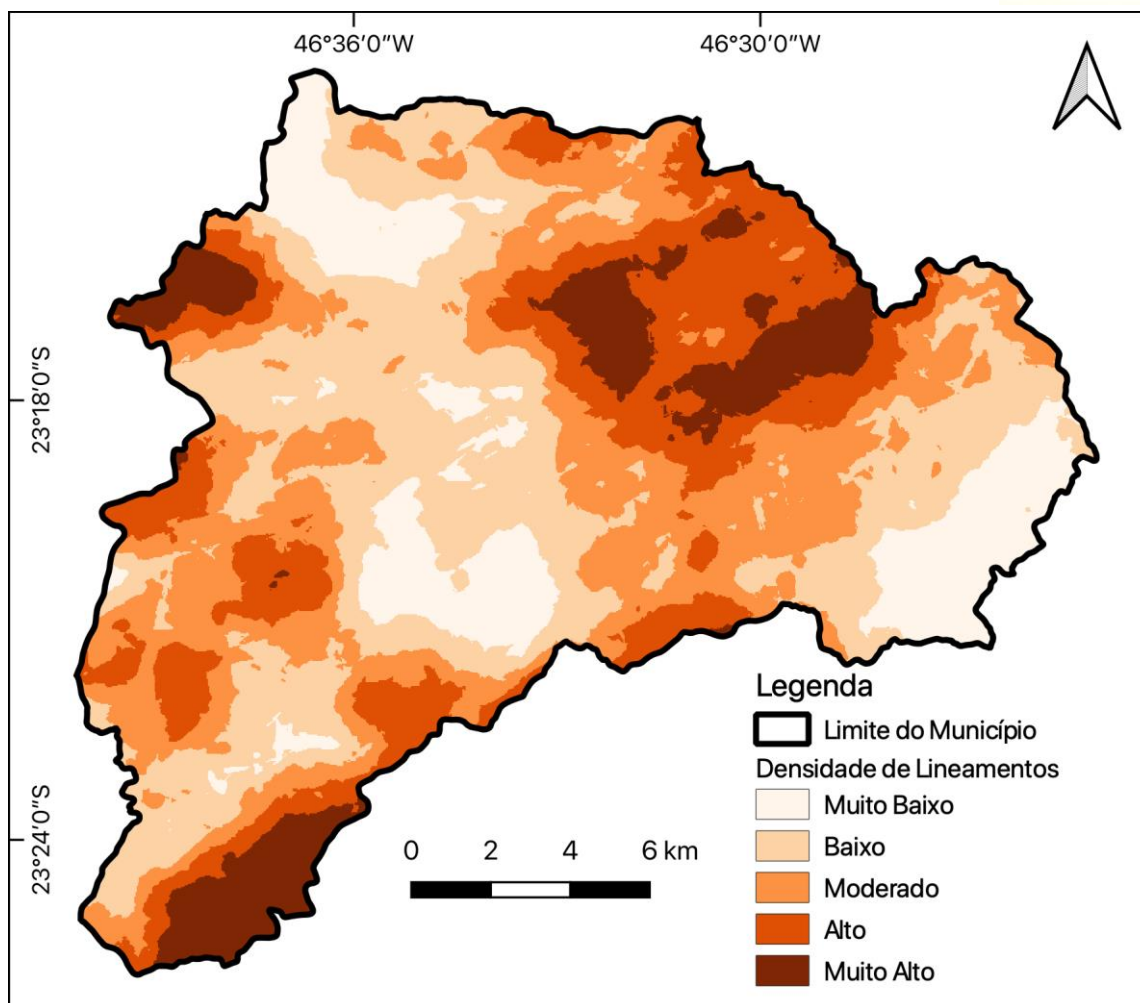 46°36'0"W
46°30'0"W
23°18'0"S
23°24'0"S
Legenda
Limite do Município
Densidade de Lineamentos
Muito Baixo
Baixo
Moderado
Alto
Muito Alto
0 2 4 6 km